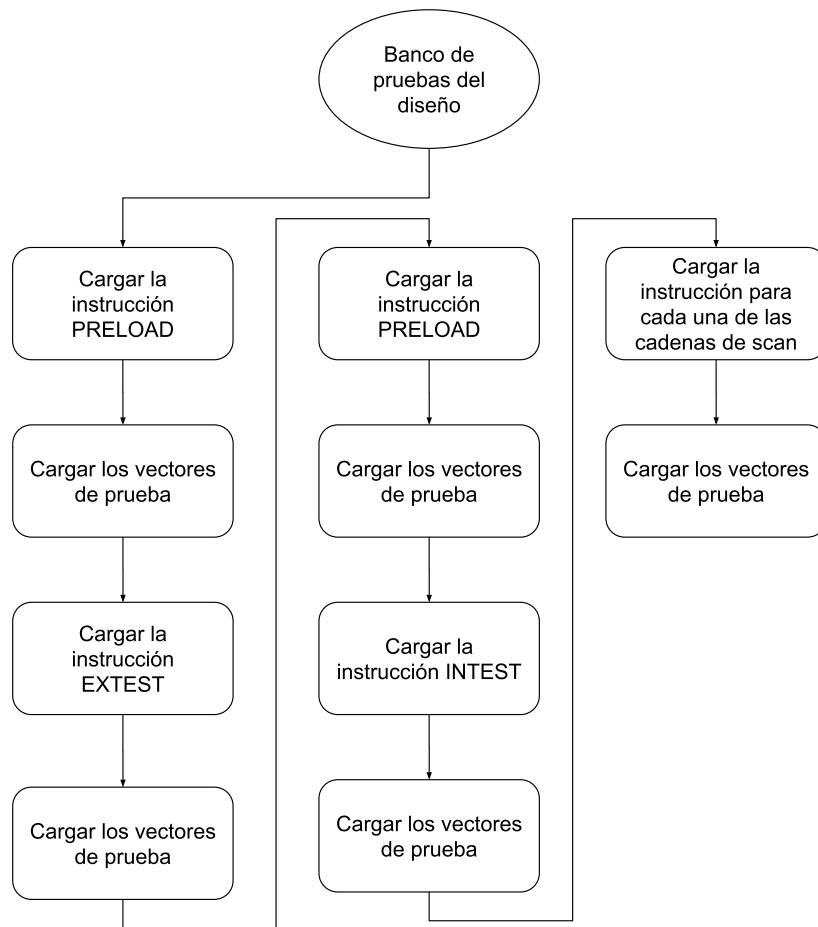 Banco de
pruebas del
diseño
Cargar la
instrucción
PRELOAD
Cargar los vectores
de prueba
Cargar la
instrucción
EXTEST
Cargar los vectores
de prueba
Cargar la
instrucción
PRELOAD
Cargar los vectores
de prueba
Cargar la
instrucción INTEST
Cargar los vectores
de prueba
Cargar la
instrucción para
cada una de las
cadenas de scan
Cargar los vectores
de prueba